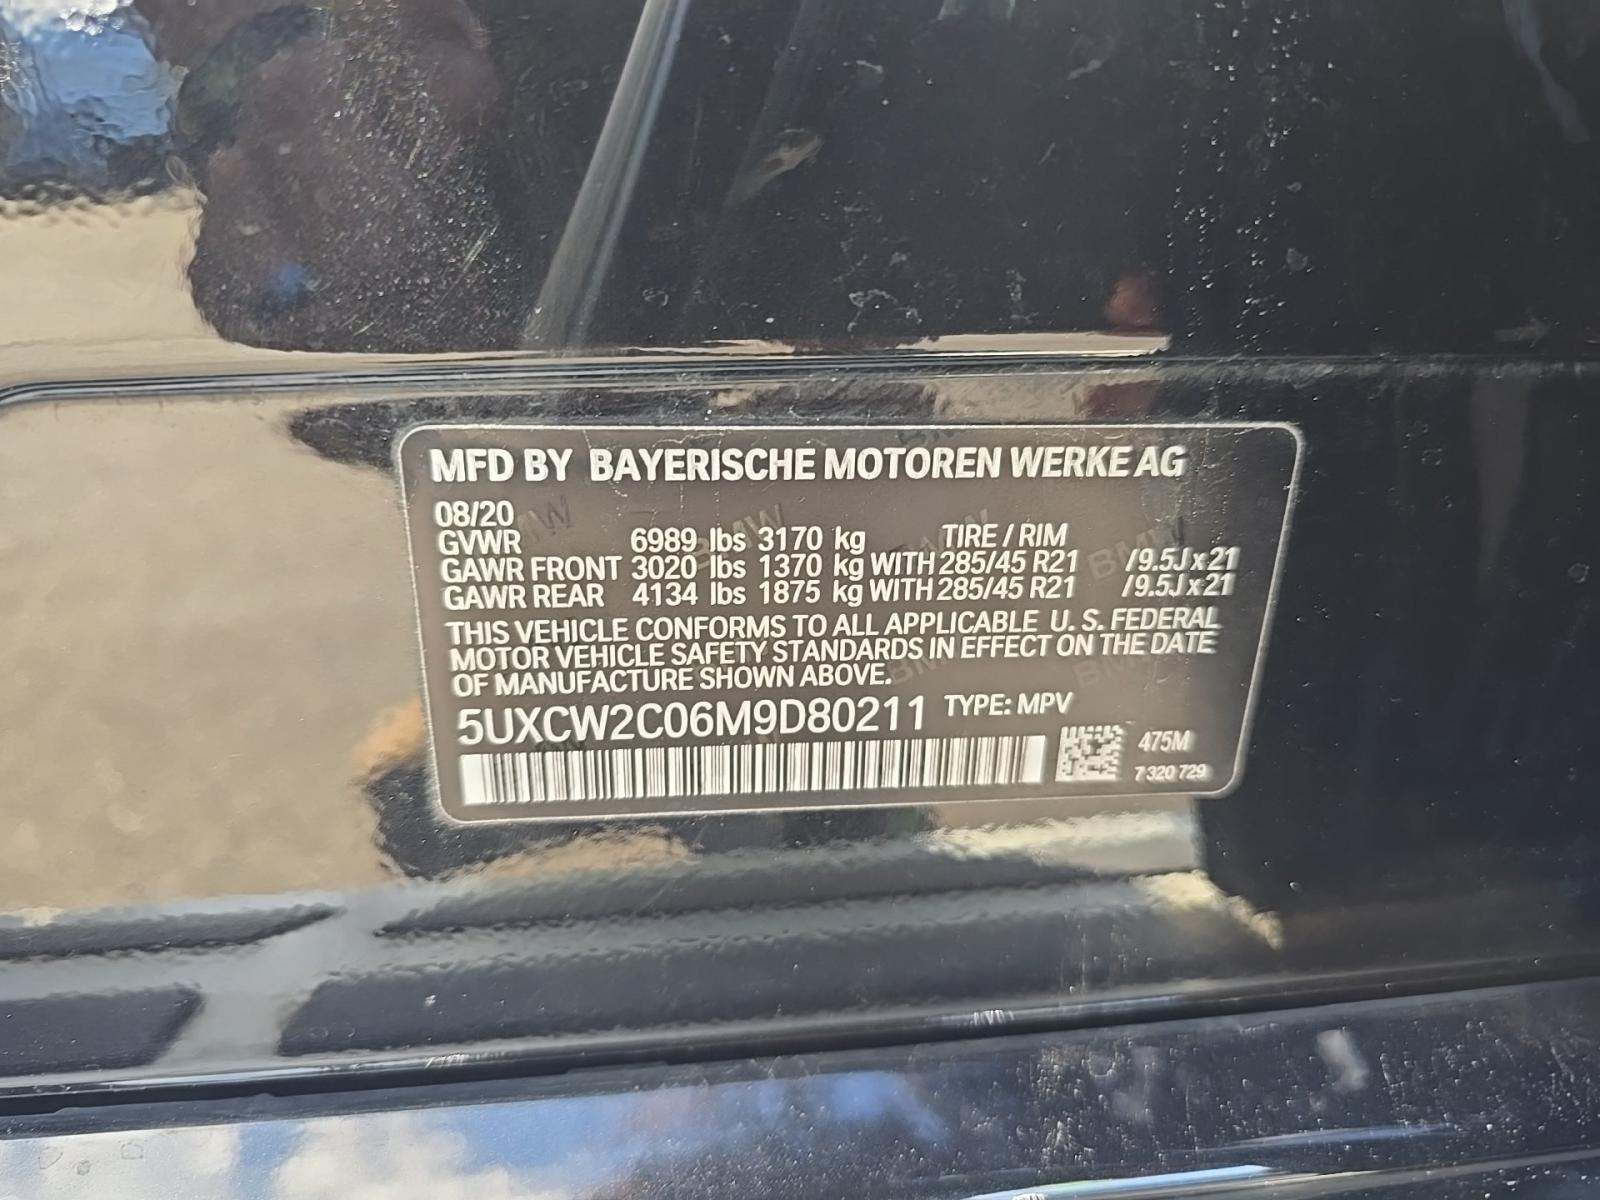 MFD BY BAYERISCHE MOTOREN WERKE AG
08/20
GVWR 6989 lbs 3170 kg TIRE / RIM
GAWR FRONT 3020 lbs 1370 kg WITH 285/45 R21 /9.5J x 21
GAWR REAR 4134 lbs 1875 kg WITH 285/45 R21 /9.5J x 21
THIS VEHICLE CONFORMS TO ALL APPLICABLE U. S. FEDERAL
MOTOR VEHICLE SAFETY STANDARDS IN EFFECT ON THE DATE
OF MANUFACTURE SHOWN ABOVE.
5UXCW2C06M9D80211 TYPE: MPV
475M
7 320 729